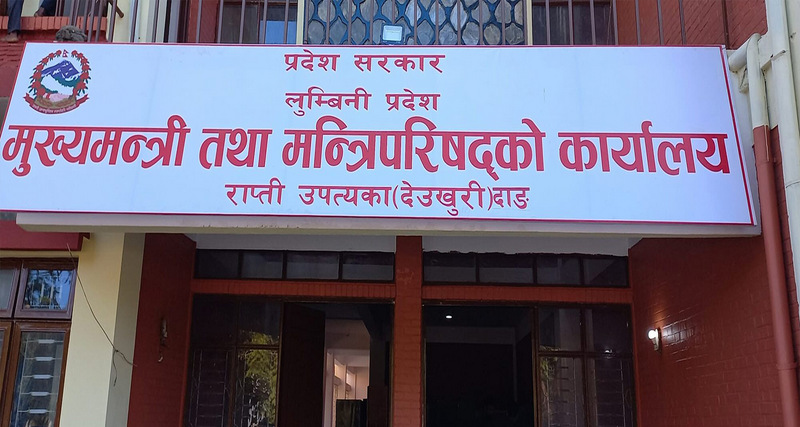 प्रदेश सरकार
लुम्बिनी प्रदेश
मुख्यमन्त्री तथा मन्त्रिपरिषद्को कार्यालय
राप्ती उपत्यका(देउखुरी)दाङ